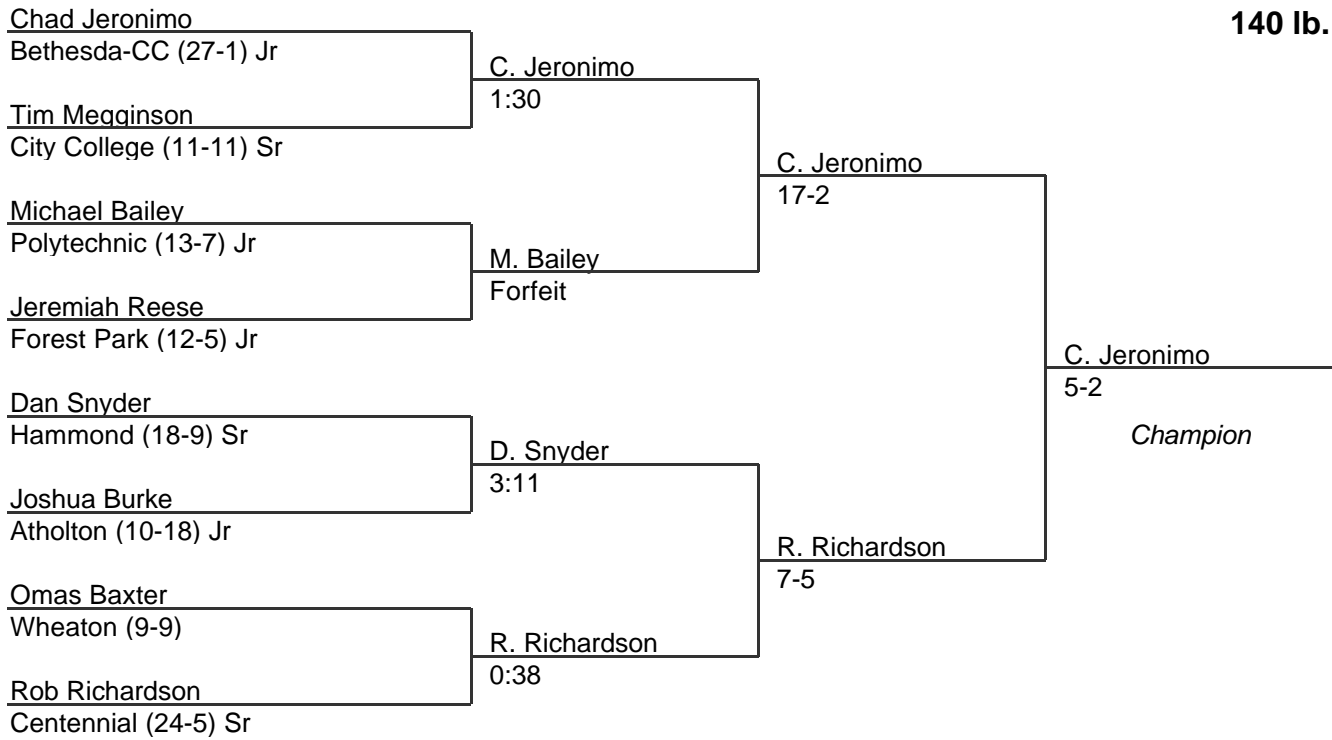 140 lb.
Chad Jeronimo
Bethesda-CC (27-1) Jr
C. Jeronimo
1:30
Tim Megginson
City College (11-11) Sr
C. Jeronimo
17-2
Michael Bailey
Polytechnic (13-7) Jr
M. Bailey
Forfeit
Jeremiah Reese
Forest Park (12-5) Jr
C. Jeronimo
5-2
Champion
Dan Snyder
Hammond (18-9) Sr
D. Snyder
3:11
Joshua Burke
Atholton (10-18) Jr
R. Richardson
7-5
Omas Baxter
Wheaton (9-9)
R. Richardson
0:38
Rob Richardson
Centennial (24-5) Sr